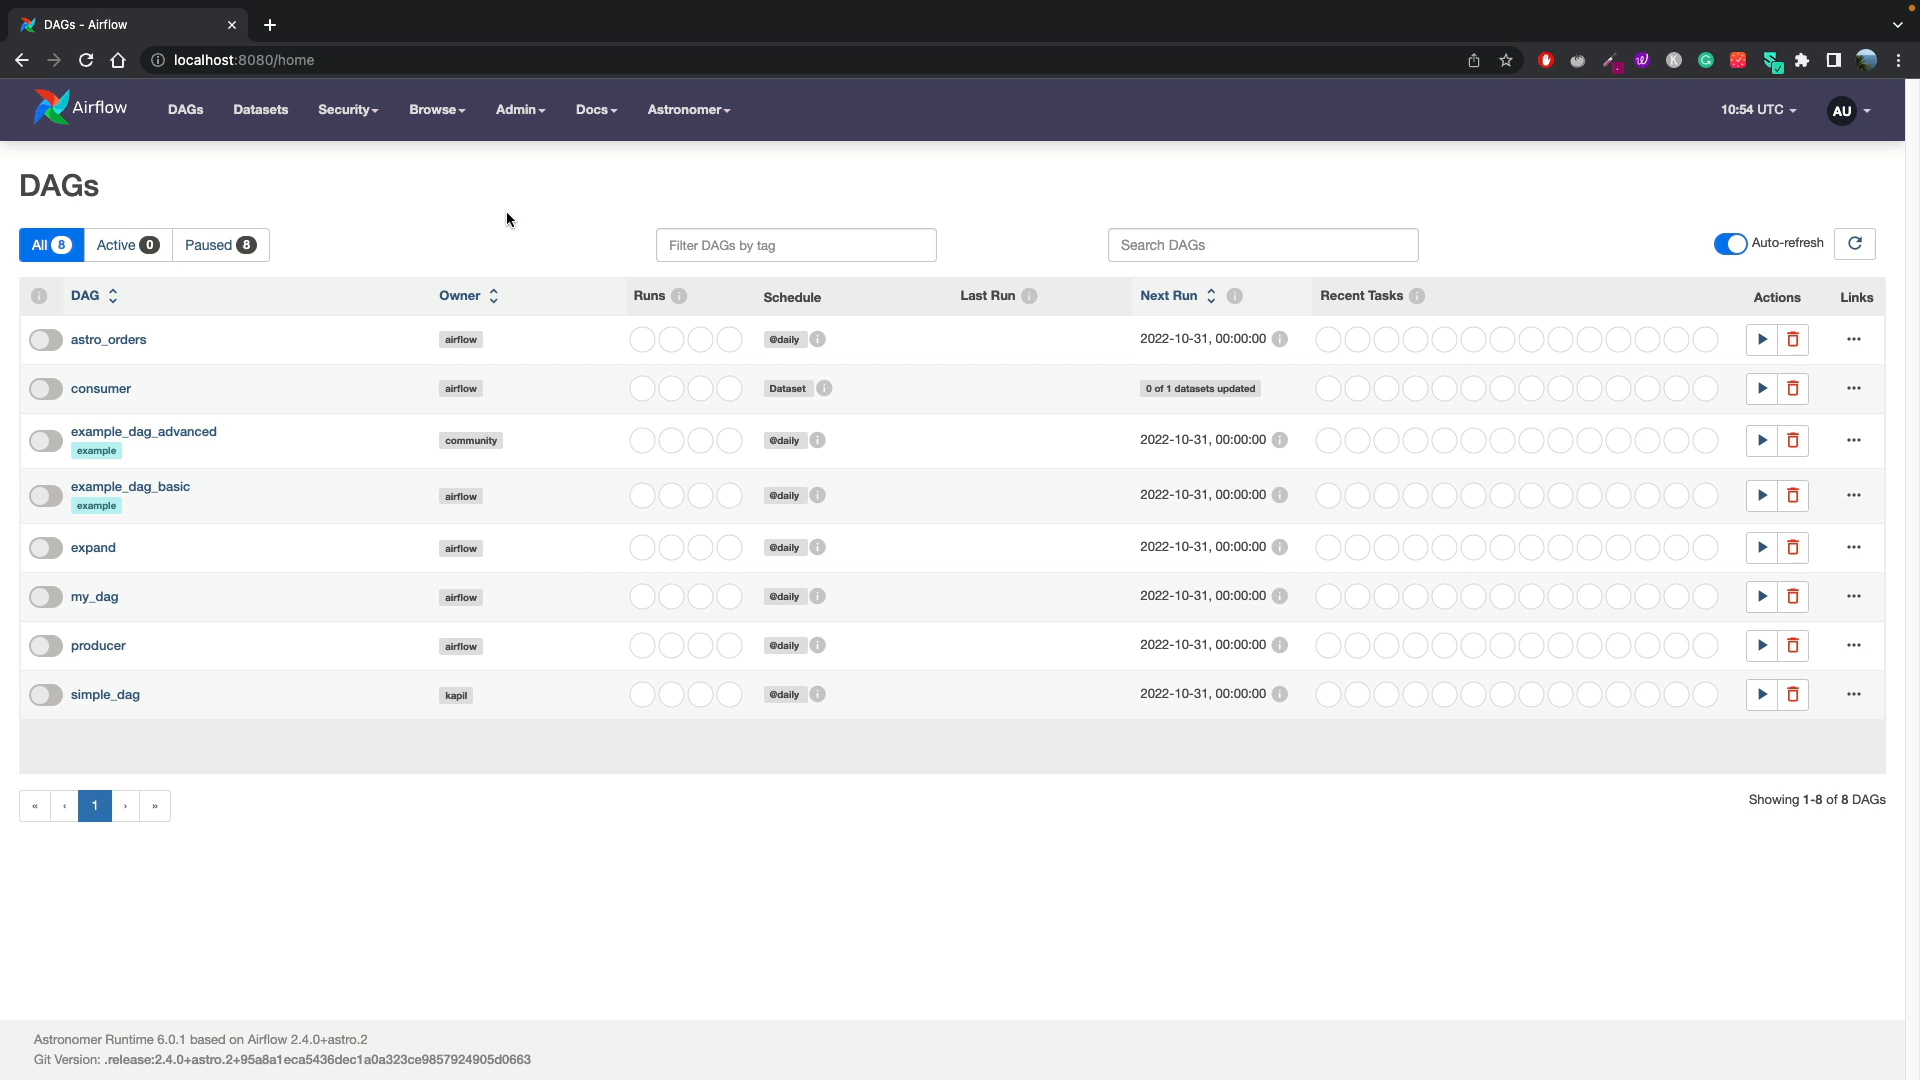 DAGs - Airflow
localhost:8080/home
Airflow DAGs Datasets Security Browse Admin Docs Astronomer 10:54 UTC AU
DAGs
All 8 Active 0 Paused 8 Filter DAGs by tag Search DAGs Auto-refresh
DAG Owner Runs Schedule Last Run Next Run Recent Tasks Actions Links
astro_orders airflow @daily 2022-10-31, 00:00:00
consumer airflow Dataset 0 of 1 datasets updated
example_dag_advanced community @daily 2022-10-31, 00:00:00
example
example_dag_basic airflow @daily 2022-10-31, 00:00:00
example
expand airflow @daily 2022-10-31, 00:00:00
my_dag airflow @daily 2022-10-31, 00:00:00
producer airflow @daily 2022-10-31, 00:00:00
simple_dag kapil @daily 2022-10-31, 00:00:00
« ‹ 1 › » Showing 1-8 of 8 DAGs
Astronomer Runtime 6.0.1 based on Airflow 2.4.0+astro.2
Git Version: .release:2.4.0+astro.2+95a8a1eca5436dec1a0a323ce9857924905d0663